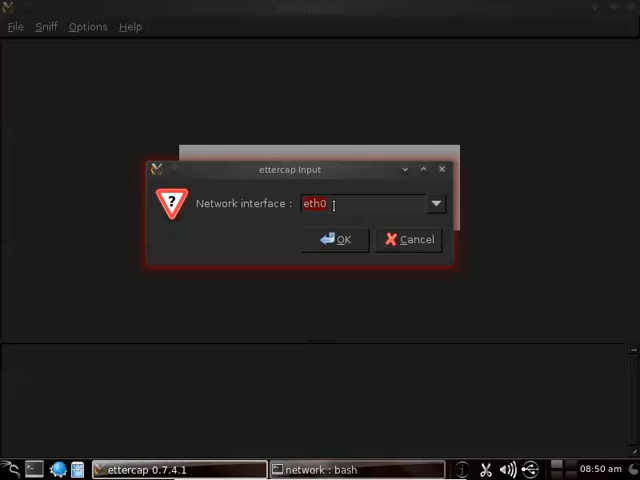 File Sniff Options Help
ettercap Input
?
Network interface : eth0
OK Cancel
ettercap 0.7.4.1 network : bash 08:50 am